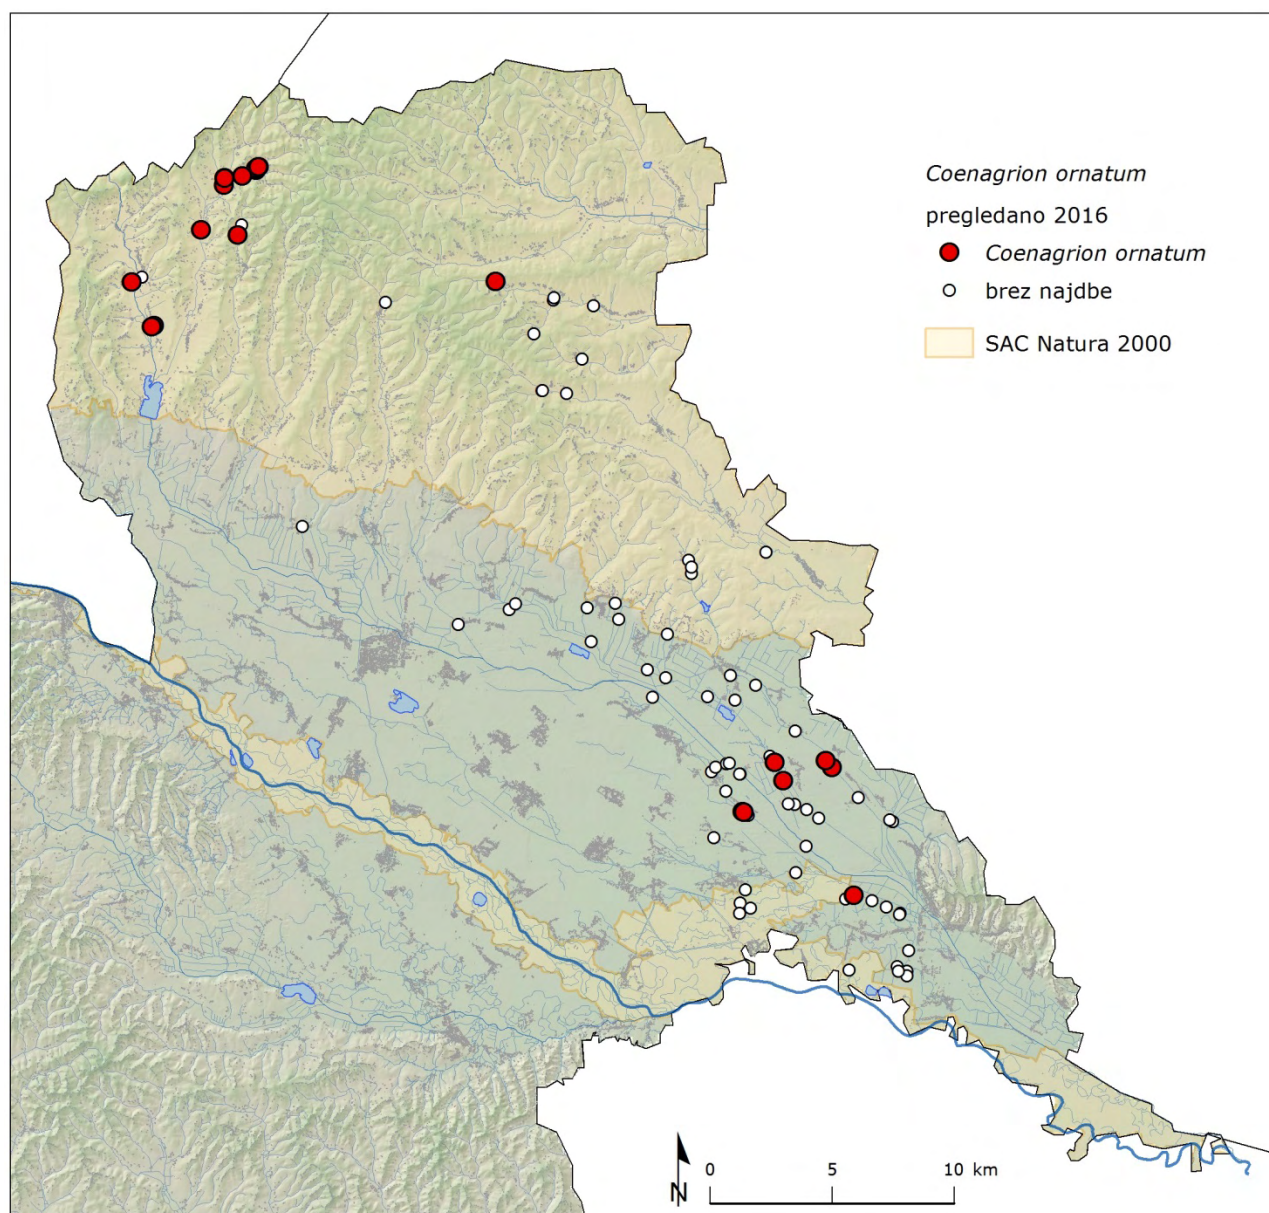 Coenagrion ornatum
pregledano 2016
Coenagrion ornatum
brez najdbe
SAC Natura 2000
N
0 5 10 km